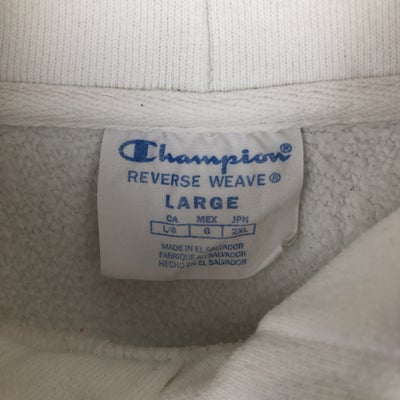 Champion®
REVERSE WEAVE®
LARGE
CA MEX JPN
L/G G 2XL
MADE IN EL SALVADOR
FABRIQUE AU SALVADOR
HECHO EN EL SALVADOR